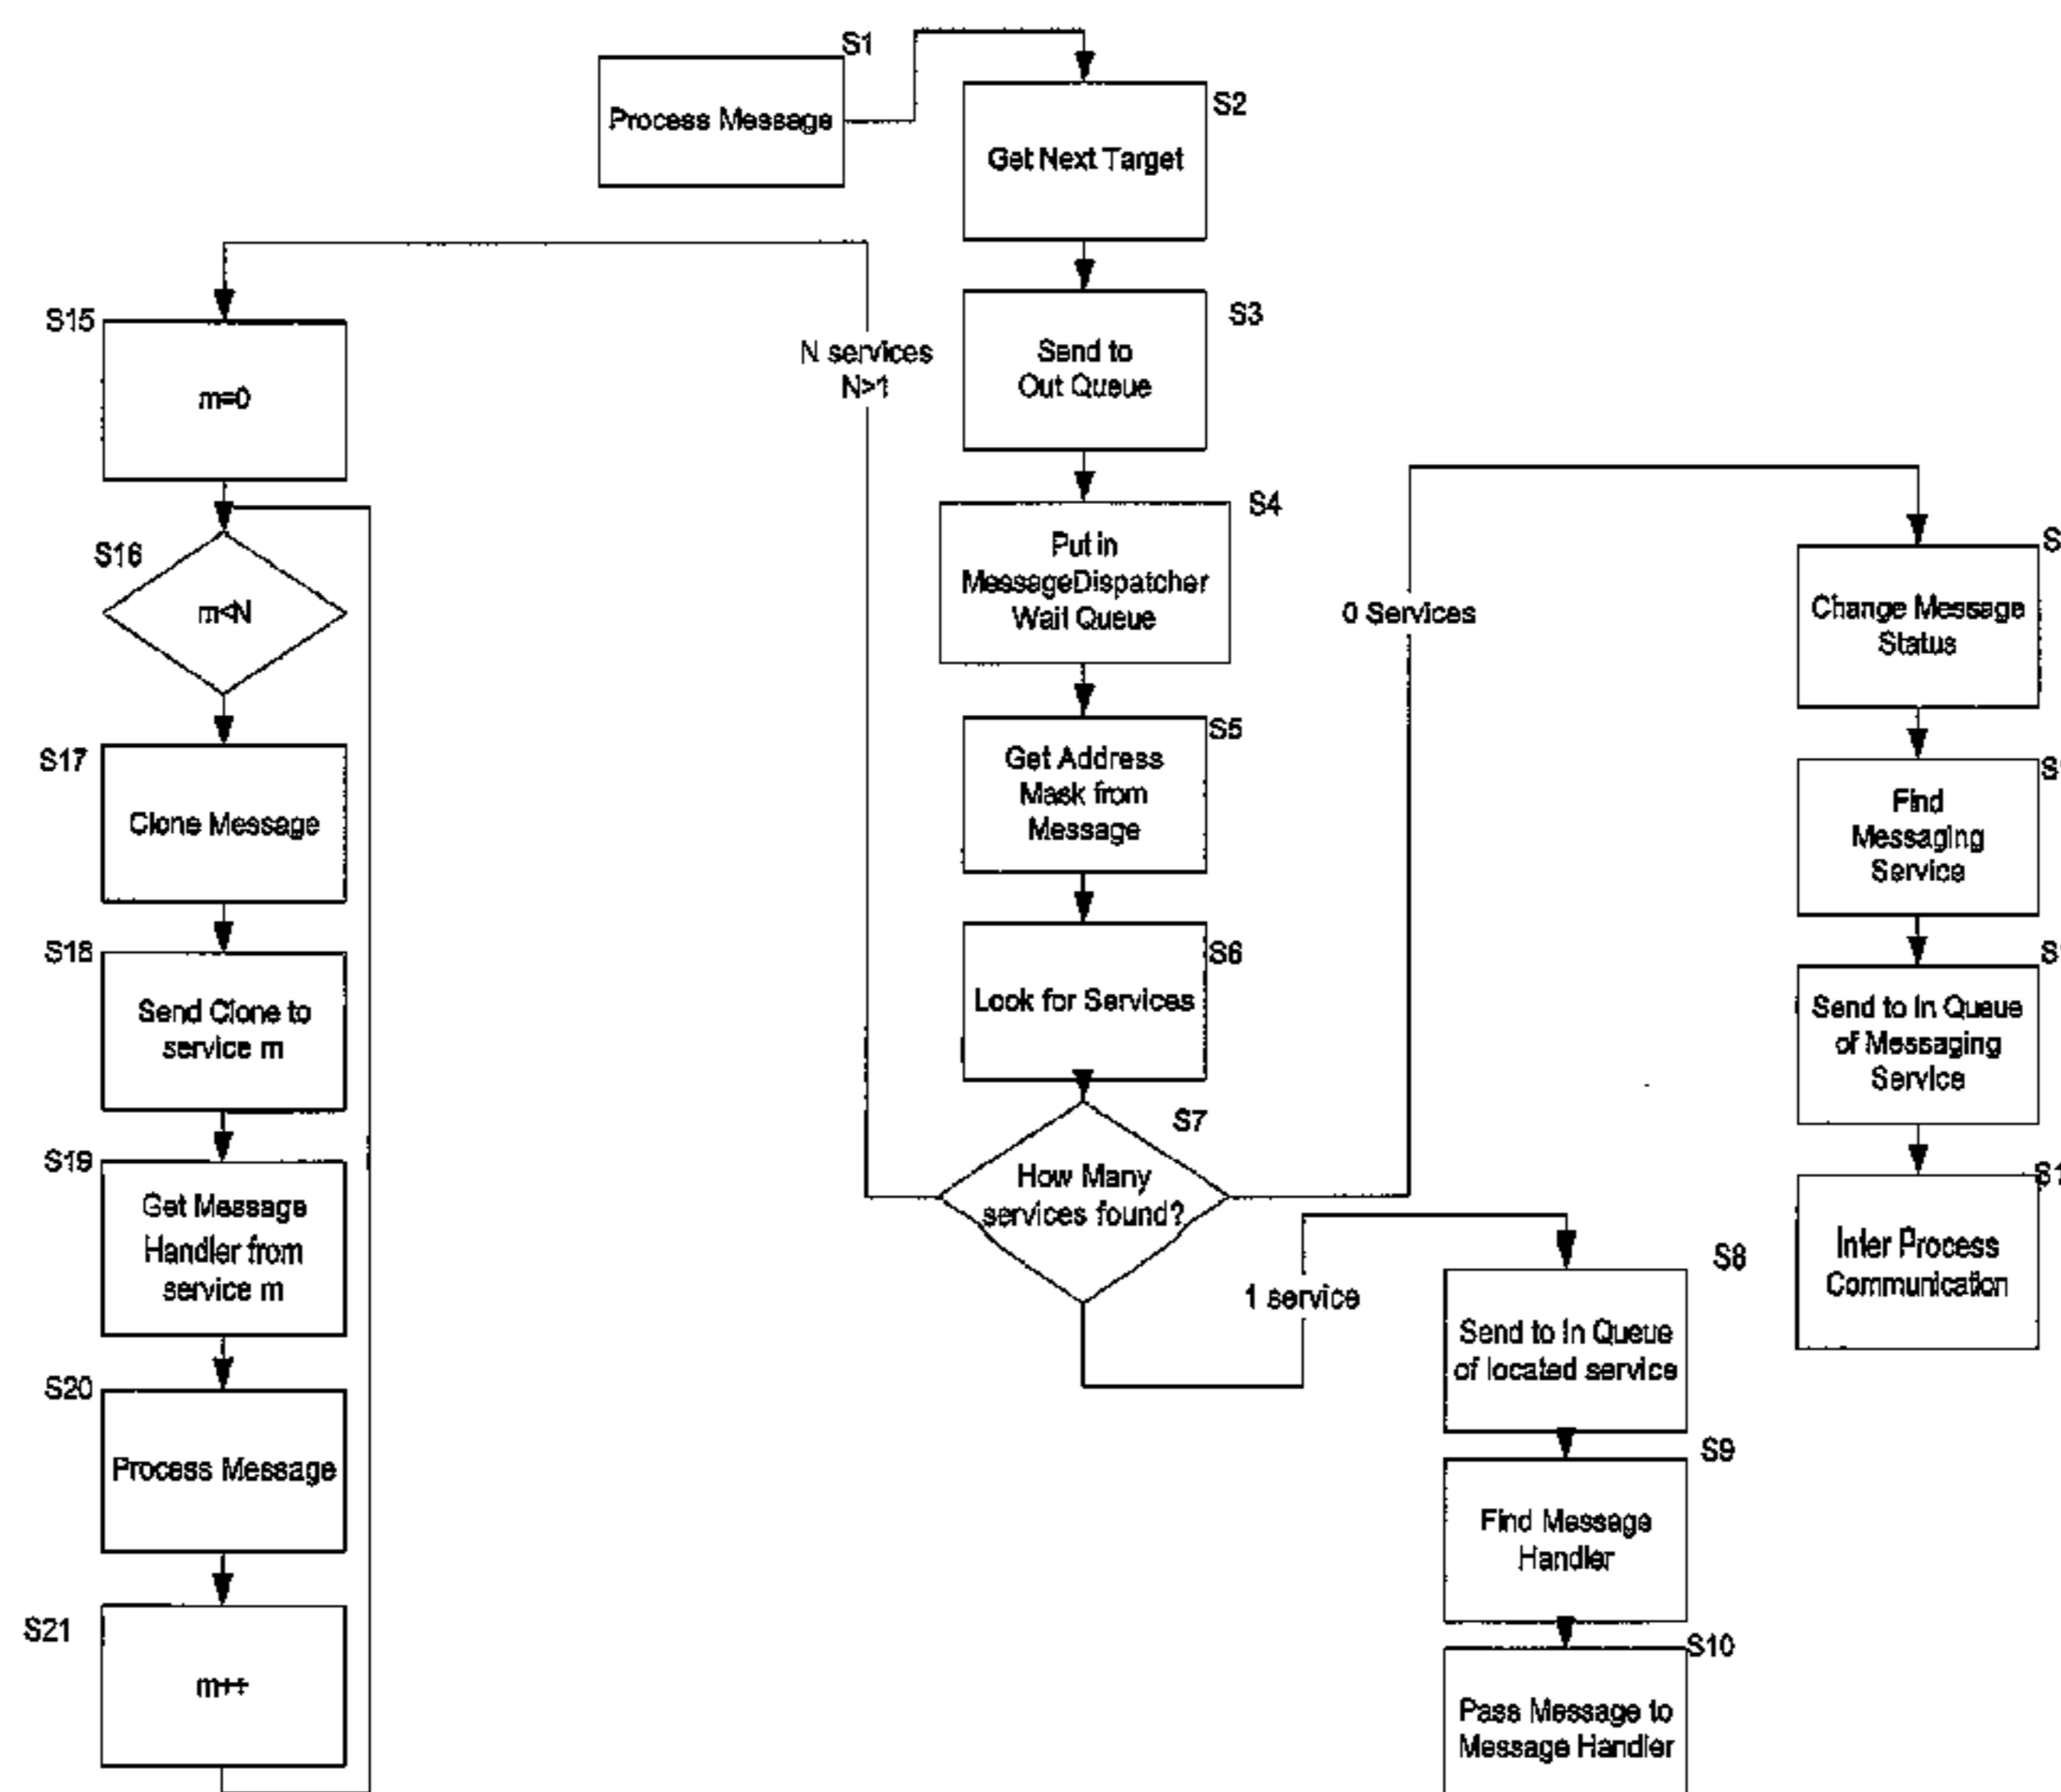 S1
Process Message
S2
Get Next Target
S3
Send to
Out Queue
S4
Put in
MessageDispatcher
Wait Queue
S5
Get Address
Mask from
Message
S6
Look for Services
S7
How Many
services found?
N services
N>1
S15
m=0
S16
m<N
S17
Clone Message
S18
Send Clone to
service m
S19
Get Message
Handler from
service m
S20
Process Message
S21
m++
0 Services
Change Message
Status
Find
Messaging
Service
Send to In Queue
of Messaging
Service
Inter Process
Communication
1 service
S8
Send to In Queue
of located service
S9
Find Message
Handler
S10
Pass Message to
Message Handler